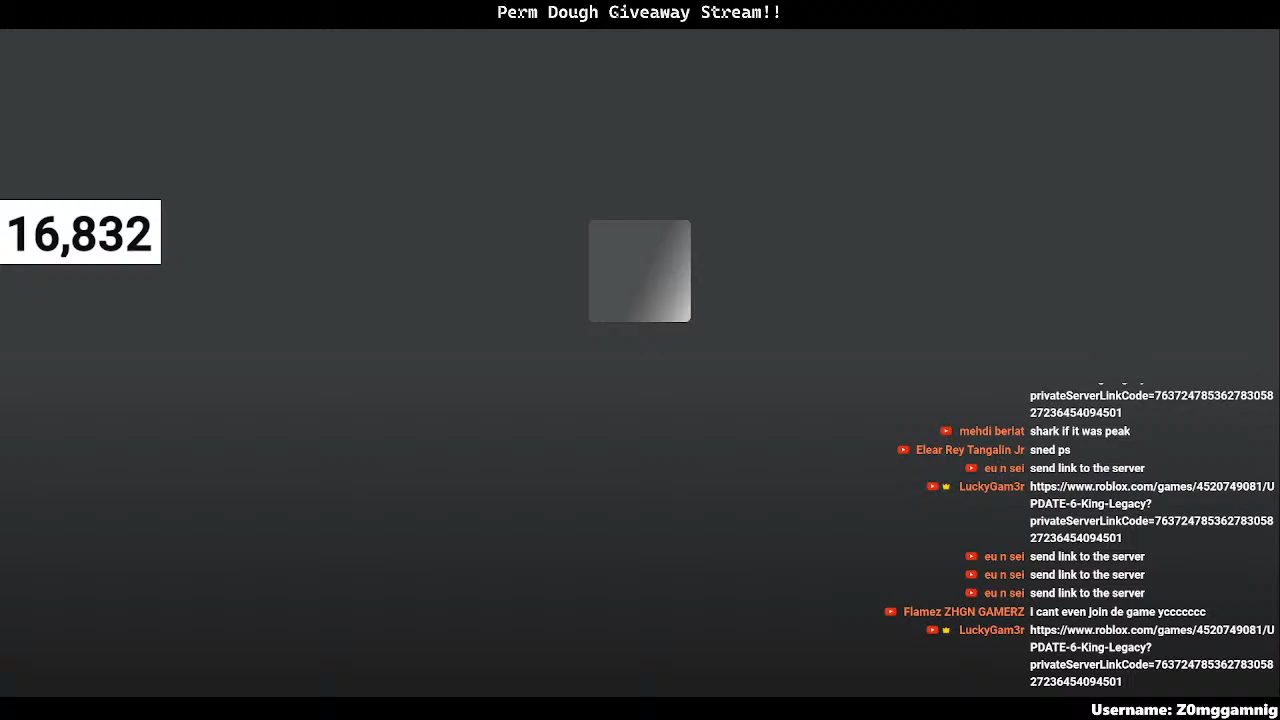 Perm Dough Giveaway Stream!!
16,832
privateServerLinkCode=763724785362783058
27236454094501
mehdi berlat shark if it was peak
Elear Rey Tangalin Jr sned ps
eu n sei send link to the server
LuckyGam3r https://www.roblox.com/games/4520749081/U
PDATE-6-King-Legacy?
privateServerLinkCode=763724785362783058
27236454094501
eu n sei send link to the server
eu n sei send link to the server
eu n sei send link to the server
Flamez ZHGN GAMERZ I cant even join de game yccccccc
LuckyGam3r https://www.roblox.com/games/4520749081/U
PDATE-6-King-Legacy?
privateServerLinkCode=763724785362783058
27236454094501
Username: Z0mggamnig